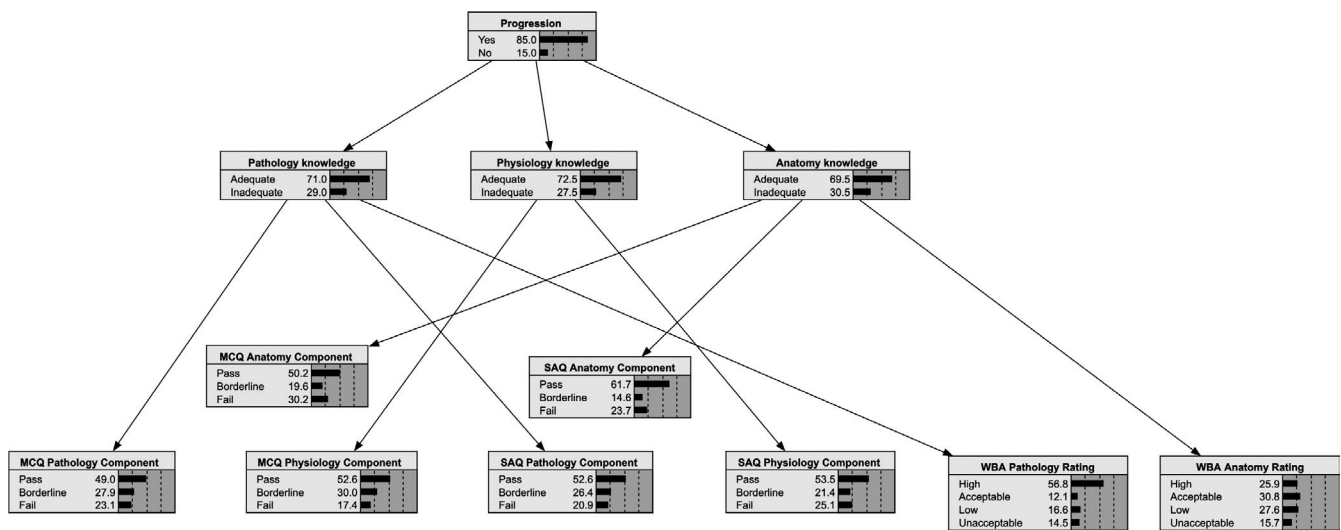 Progression
Yes 85.0
No 15.0
Pathology knowledge
Adequate 71.0
Inadequate 29.0
Physiology knowledge
Adequate 72.5
Inadequate 27.5
Anatomy knowledge
Adequate 69.5
Inadequate 30.5
MCQ Anatomy Component
Pass 50.2
Borderline 19.6
Fail 30.2
SAQ Anatomy Component
Pass 61.7
Borderline 14.6
Fail 23.7
MCQ Pathology Component
Pass 49.0
Borderline 27.9
Fail 23.1
MCQ Physiology Component
Pass 52.6
Borderline 30.0
Fail 17.4
SAQ Pathology Component
Pass 52.6
Borderline 26.4
Fail 20.9
SAQ Physiology Component
Pass 53.5
Borderline 21.4
Fail 25.1
WBA Pathology Rating
High 56.8
Acceptable 12.1
Low 16.6
Unacceptable 14.5
WBA Anatomy Rating
High 25.9
Acceptable 30.8
Low 27.6
Unacceptable 15.7